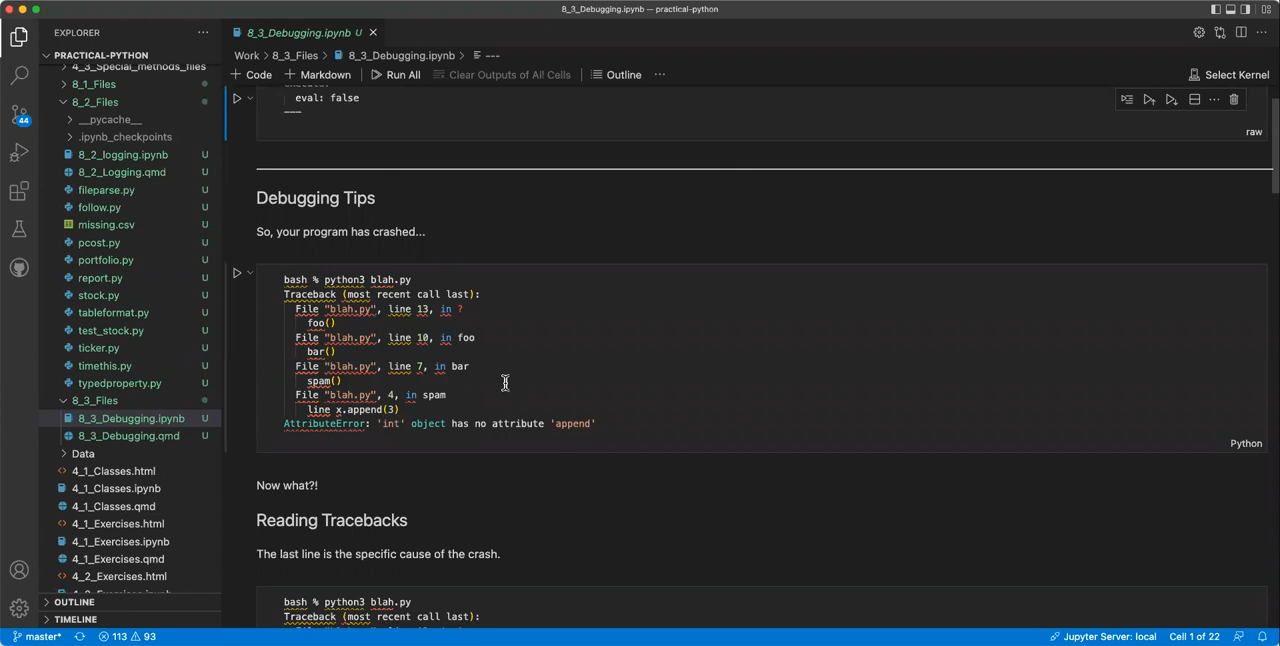 8_3_Debugging.ipynb — practical-python
EXPLORER
8_3_Debugging.ipynb U
PRACTICAL-PYTHON
4_3_Special_methods_files
8_1_Files
8_2_Files
__pycache__
.ipynb_checkpoints
8_2_logging.ipynb U
8_2_Logging.qmd U
fileparse.py U
follow.py U
missing.csv U
pcost.py U
portfolio.py U
report.py U
stock.py U
tableformat.py U
test_stock.py U
ticker.py U
timethis.py U
typedproperty.py U
8_3_Files
8_3_Debugging.ipynb U
8_3_Debugging.qmd U
Data
4_1_Classes.html
4_1_Classes.ipynb
4_1_Classes.qmd
4_1_Exercises.html
4_1_Exercises.ipynb
4_1_Exercises.qmd
4_2_Exercises.html
OUTLINE
TIMELINE
Work > 8_3_Files > 8_3_Debugging.ipynb > ---
+ Code + Markdown Run All Clear Outputs of All Cells Outline ···
Select Kernel
eval: false
---
raw
Debugging Tips
So, your program has crashed...
bash % python3 blah.py
Traceback (most recent call last):
File "blah.py", line 13, in ?
foo()
File "blah.py", line 10, in foo
bar()
File "blah.py", line 7, in bar
spam()
File "blah.py", 4, in spam
line x.append(3)
AttributeError: 'int' object has no attribute 'append'
Python
Now what?!
Reading Tracebacks
The last line is the specific cause of the crash.
bash % python3 blah.py
Traceback (most recent call last):
44
master* 113 93
Jupyter Server: local Cell 1 of 22